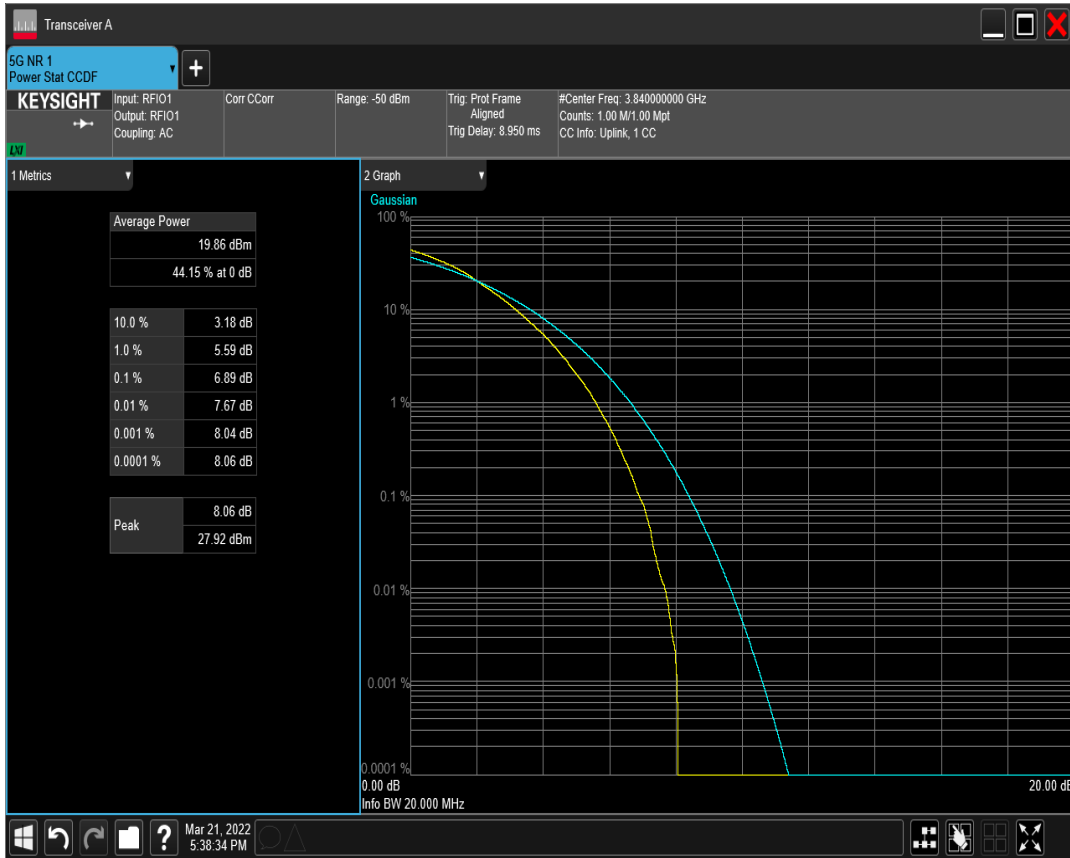 Transceiver A
5G NR 1
Power Stat CCDF
KEYSIGHT
LXI
Input: RFIO1
Output: RFIO1
Coupling: AC
Corr CCorr
Range: -50 dBm
Trig: Prot Frame
Aligned
Trig Delay: 8.950 ms
#Center Freq: 3.840000000 GHz
Counts: 1.00 M/1.00 Mpt
CC Info: Uplink, 1 CC
1 Metrics
Average Power
19.86 dBm
44.15 % at 0 dB
10.0 % 3.18 dB
1.0 % 5.59 dB
0.1 % 6.89 dB
0.01 % 7.67 dB
0.001 % 8.04 dB
0.0001 % 8.06 dB
Peak
8.06 dB
27.92 dBm
2 Graph
Gaussian
100 %
10 %
1 %
0.1 %
0.01 %
0.001 %
0.0001 %
0.00 dB
20.00 dB
Info BW 20.000 MHz
?
Mar 21, 2022
5:38:34 PM